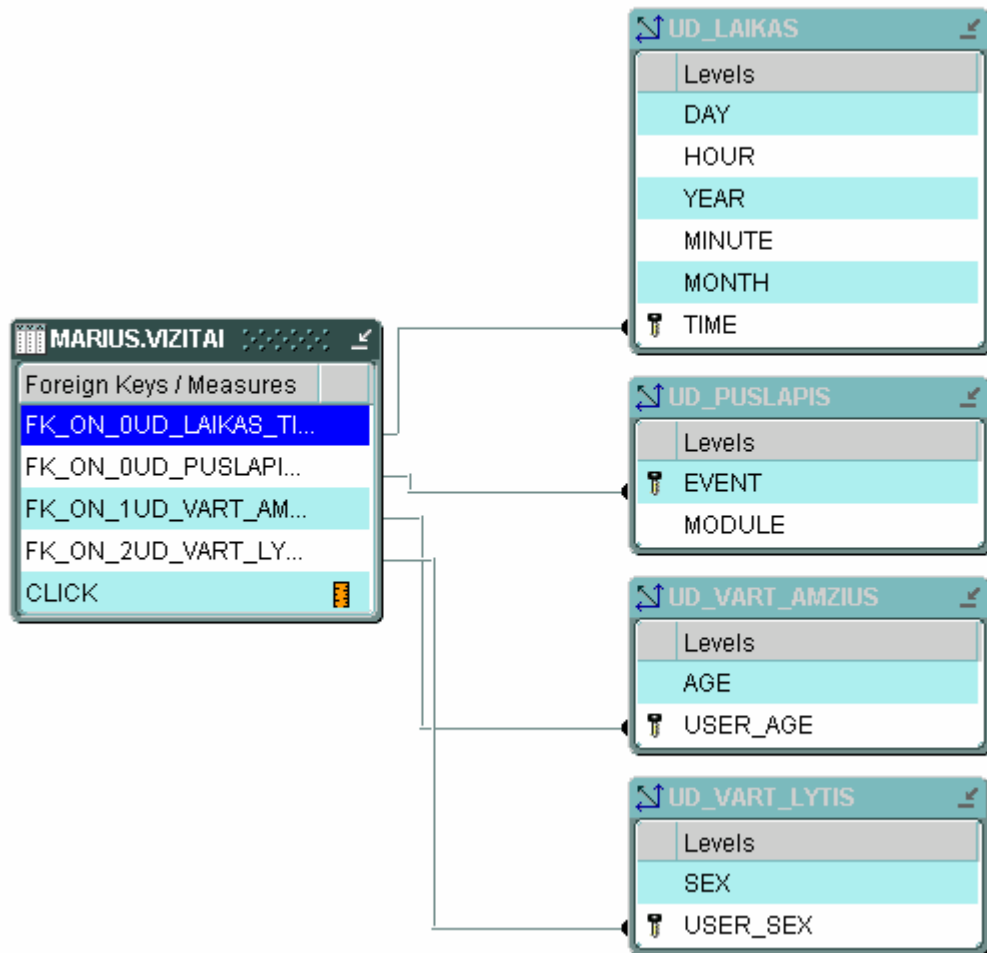 MARIUS.VIZITAI
Foreign Keys / Measures
FK_ON_0UD_LAIKAS_TI...
FK_ON_0UD_PUSLAPI...
FK_ON_1UD_VART_AM...
FK_ON_2UD_VART_LY...
CLICK
UD_LAIKAS
Levels
DAY
HOUR
YEAR
MINUTE
MONTH
TIME
UD_PUSLAPIS
Levels
EVENT
MODULE
UD_VART_AMZIUS
Levels
AGE
USER_AGE
UD_VART_LYTIS
Levels
SEX
USER_SEX